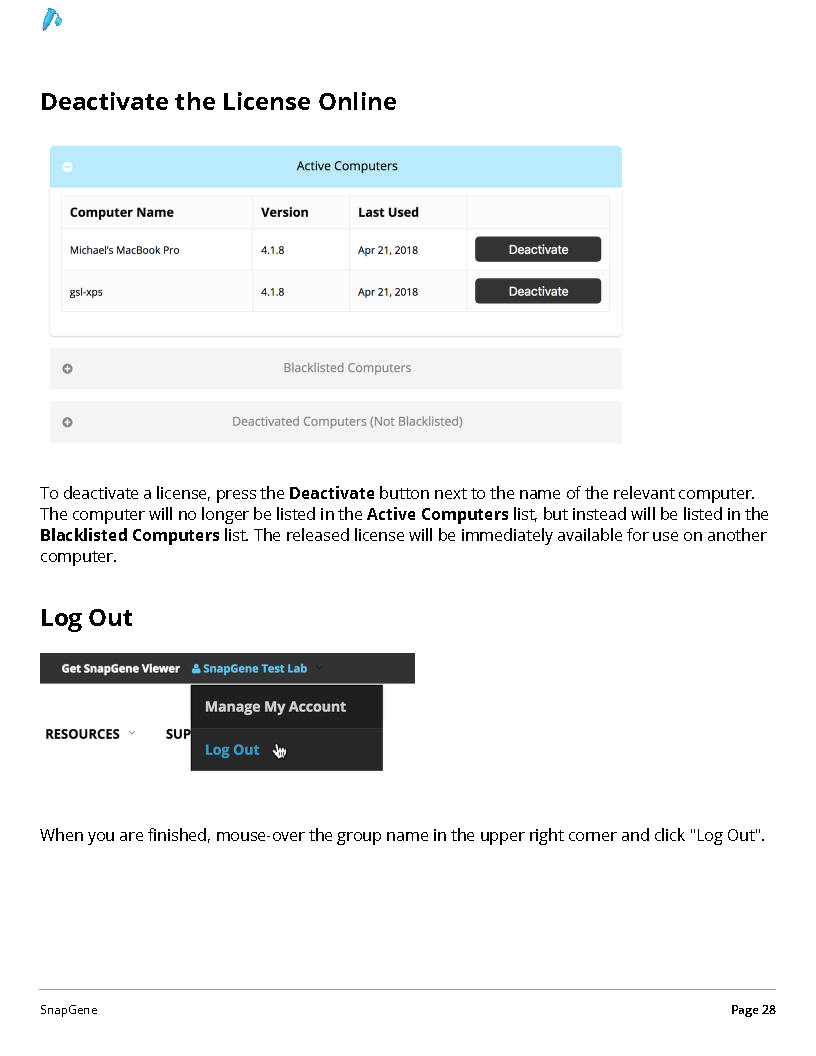 Deactivate the License Online
Active Computers
Computer Name Version Last Used
Michael's MacBook Pro 4.1.8 Apr 21, 2018 Deactivate
gsl-xps 4.1.8 Apr 21, 2018 Deactivate
Blacklisted Computers
Deactivated Computers (Not Blacklisted)
To deactivate a license, press the Deactivate button next to the name of the relevant computer.
The computer will no longer be listed in the Active Computers list, but instead will be listed in the
Blacklisted Computers list. The released license will be immediately available for use on another
computer.
Log Out
Get SnapGene Viewer SnapGene Test Lab
Manage My Account
RESOURCES SUP
Log Out
When you are finished, mouse-over the group name in the upper right corner and click "Log Out".
SnapGene Page 28